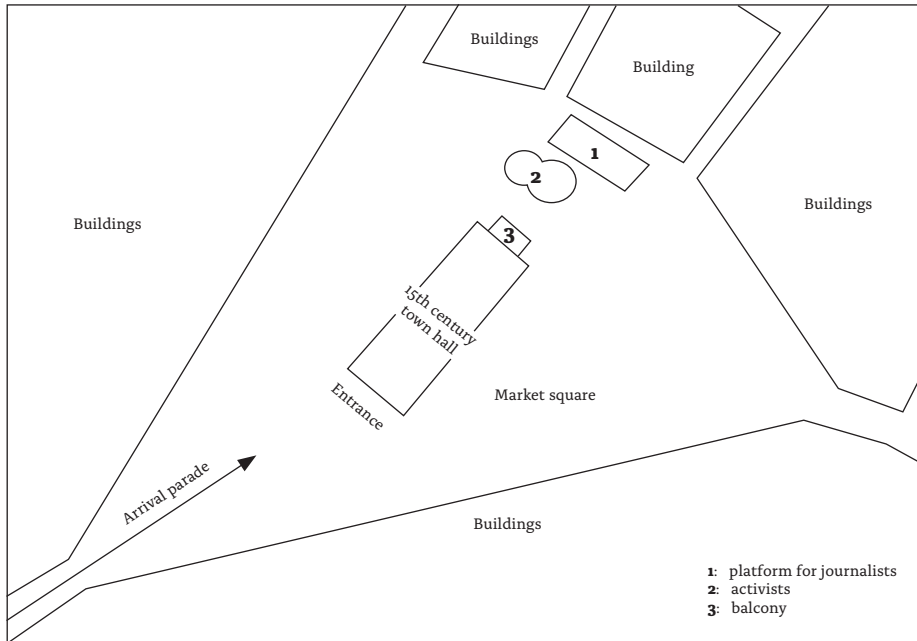 Buildings
Building
1
2
Buildings
Buildings
3
15th century
town hall
Entrance
Market square
Arrival parade
Buildings
1: platform for journalists
2: activists
3: balcony